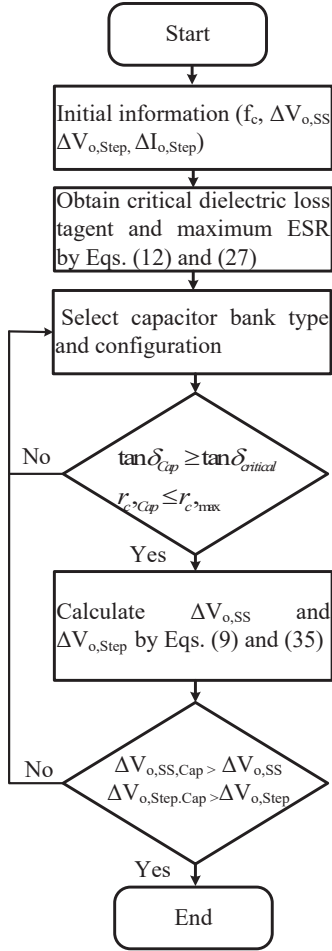 Start
Initial information (f_c, ΔV_o,SS
ΔV_o,Step, ΔI_o,Step)
Obtain critical dielectric loss
tagent and maximum ESR
by Eqs. (12) and (27)
Select capacitor bank type
and configuration
No
tanδ_Cap ≥ tanδ_critical
r_c,Cap ≤ r_c,max
Yes
Calculate ΔV_o,SS and
ΔV_o,Step by Eqs. (9) and (35)
No
ΔV_o,SS,Cap > ΔV_o,SS
ΔV_o,Step.Cap >ΔV_o,Step
Yes
End